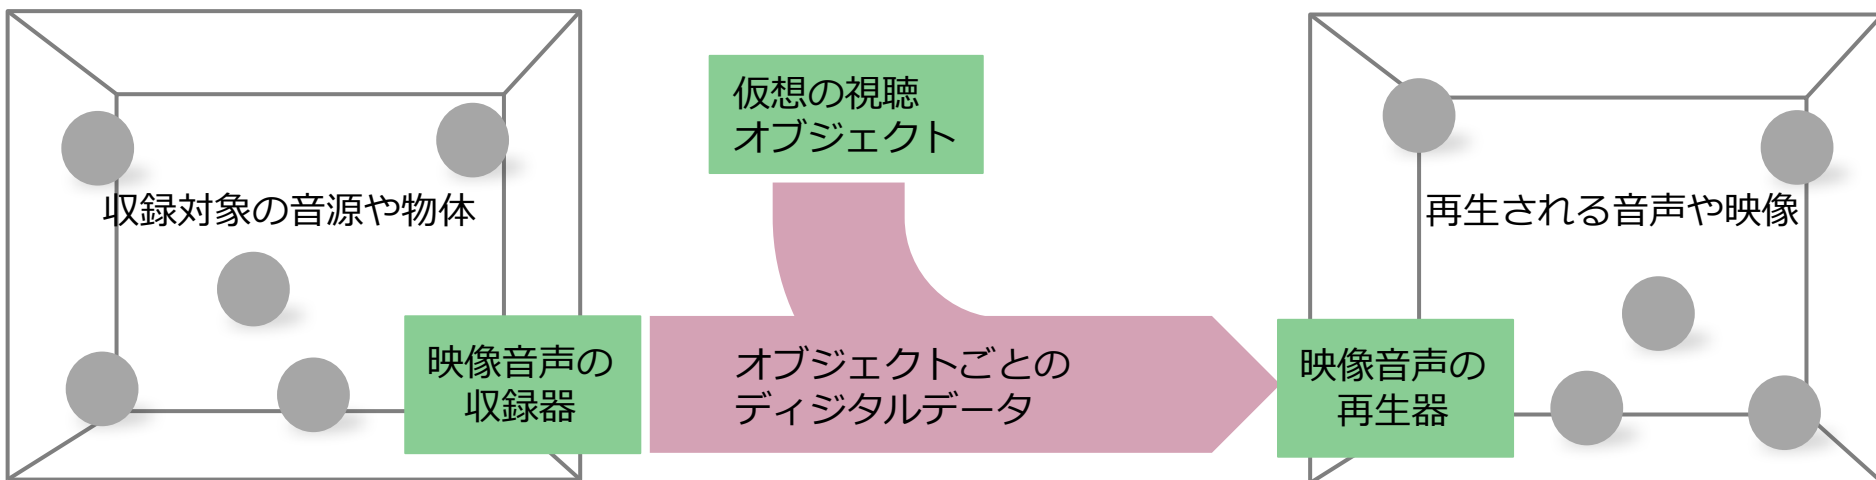 仮想の視聴
オブジェクト
収録対象の音源や物体
再生される音声や映像
映像音声の
収録器
オブジェクトごとの
ディジタルデータ
映像音声の
再生器